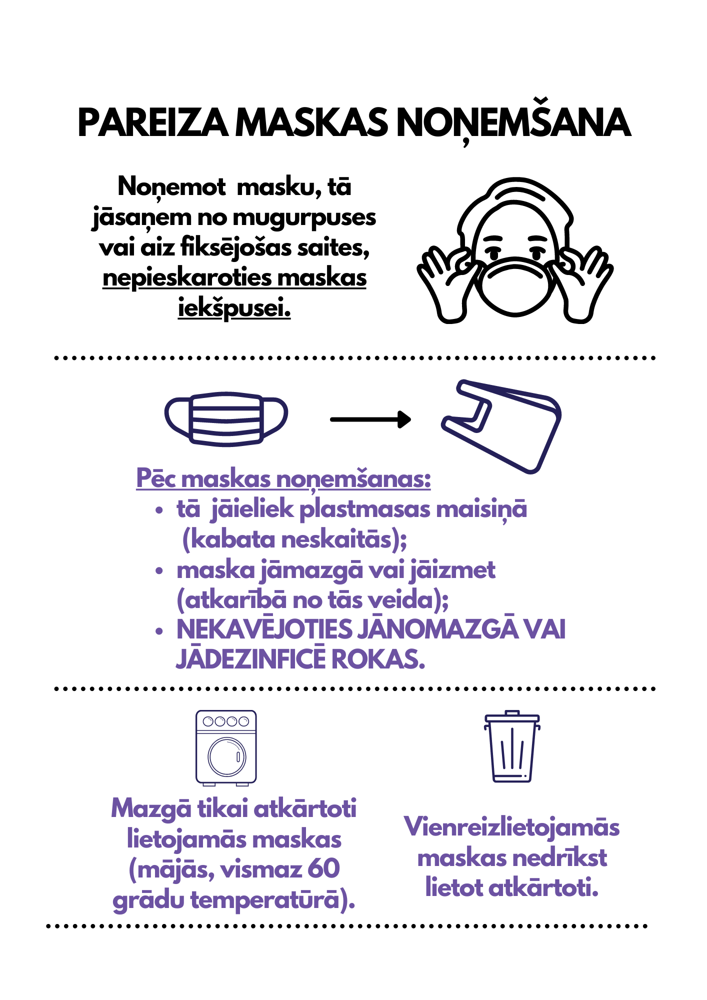 PAREIZA MASKAS NOŅEMŠANA
Noņemot masku, tā
jāsaņem no mugurpuses
vai aiz fiksējošas saites,
nepieskaroties maskas
iekšpusei.
Pēc maskas noņemšanas:
• tā jāieliek plastmasas maisiņā
(kabata neskaitās);
• maska jāmazgā vai jāizmet
(atkarībā no tās veida);
• NEKAVĒJOTIES JĀNOMAZGĀ VAI
JĀDEZINFICĒ ROKAS.
Mazgā tikai atkārtoti
lietojamās maskas
(mājās, vismaz 60
grādu temperatūrā).
Vienreizlietojamās
maskas nedrīkst
lietot atkārtoti.